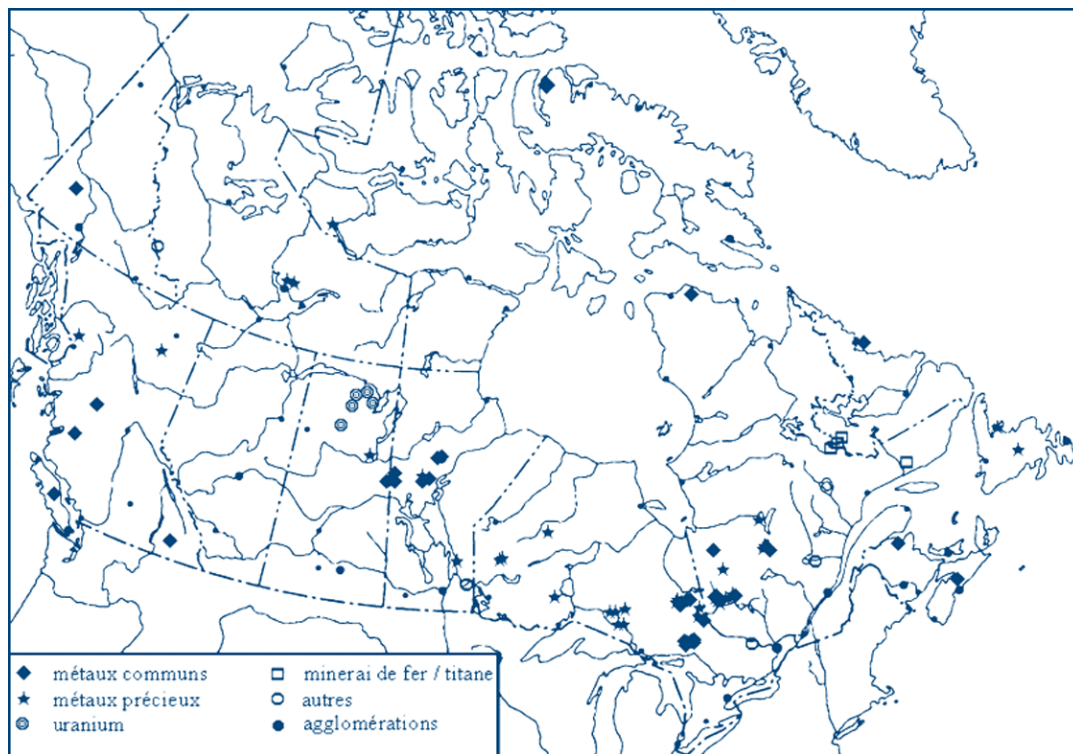 métaux communs
métaux précieux
uranium
minerai de fer / titane
autres
agglomérations